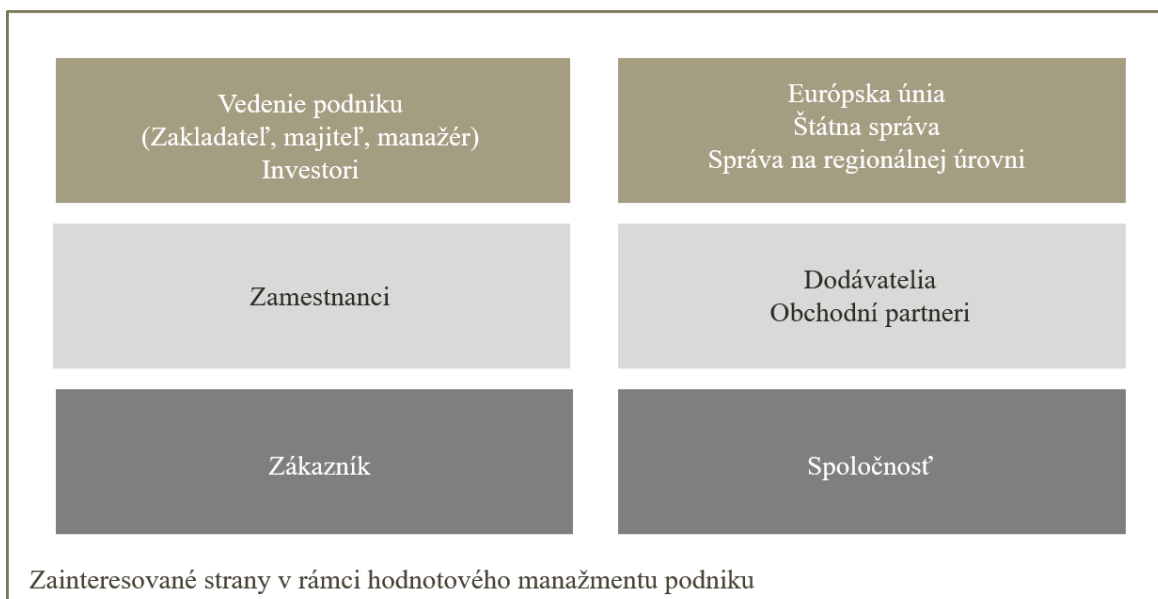 Vedenie podniku
(Zakladateľ, majiteľ, manažér)
Investori
Európska únia
Štátna správa
Správa na regionálnej úrovni
Zamestnanci
Dodávatelia
Obchodní partneri
Zákazník
Spoločnosť
Zainteresované strany v rámci hodnotového manažmentu podniku